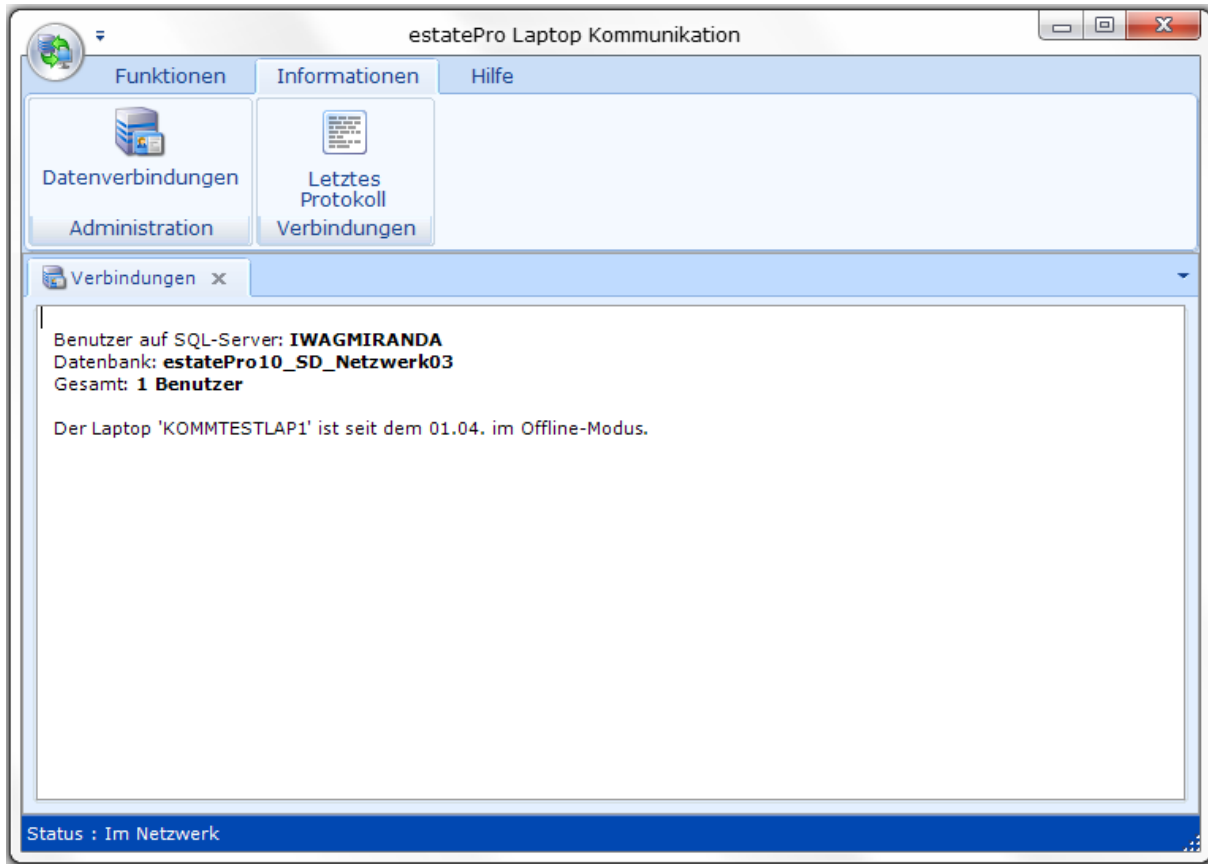 estatePro Laptop Kommunikation
Funktionen Informationen Hilfe
Datenverbindungen
Letztes
Protokoll
Administration
Verbindungen
Verbindungen
Benutzer auf SQL-Server: IWAGMIRANDA
Datenbank: estatePro10_SD_Netzwerk03
Gesamt: 1 Benutzer
Der Laptop 'KOMMTESTLAP1' ist seit dem 01.04. im Offline-Modus.
Status : Im Netzwerk